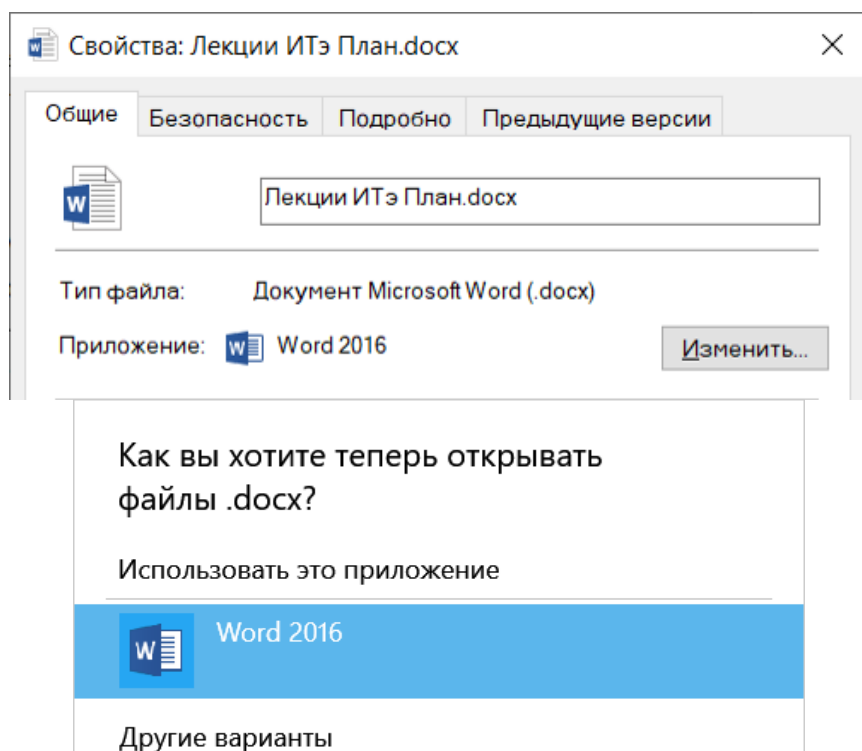 Свойства: Лекции ИТэ План.docx
Общие Безопасность Подробно Предыдущие версии
Лекции ИТэ План.docx
Тип файла: Документ Microsoft Word (.docx)
Приложение: Word 2016 Изменить...
Как вы хотите теперь открывать
файлы .docx?
Использовать это приложение
Word 2016
Другие варианты